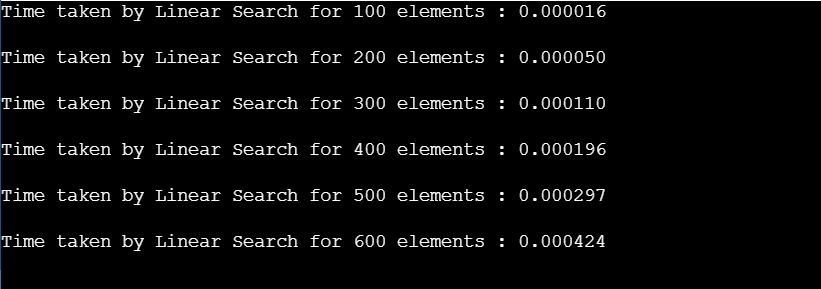 Time taken by Linear Search for 100 elements : 0.000016
Time taken by Linear Search for 200 elements : 0.000050
Time taken by Linear Search for 300 elements : 0.000110
Time taken by Linear Search for 400 elements : 0.000196
Time taken by Linear Search for 500 elements : 0.000297
Time taken by Linear Search for 600 elements : 0.000424